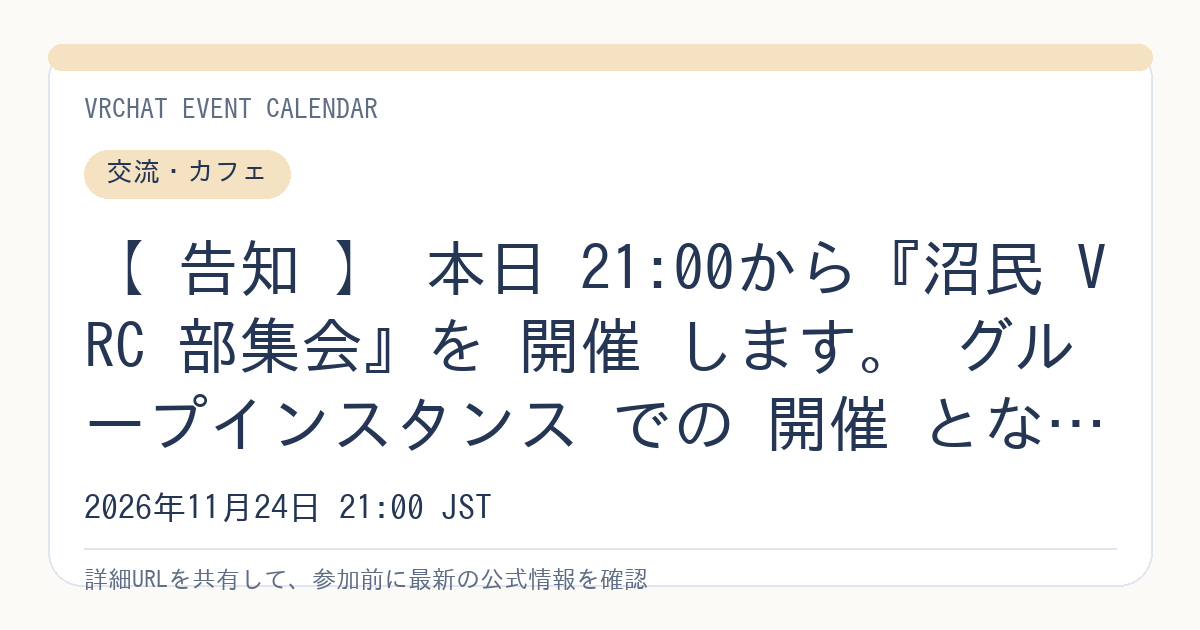 VRCHAT EVENT CALENDAR
交流・カフェ
【 告知 】 本日 21:00から『沼民 V
RC 部集会』を 開催 します。 グル
ープインスタンス での 開催 とな…
2026年11月24日 21:00 JST
詳細URLを共有して、参加前に最新の公式情報を確認